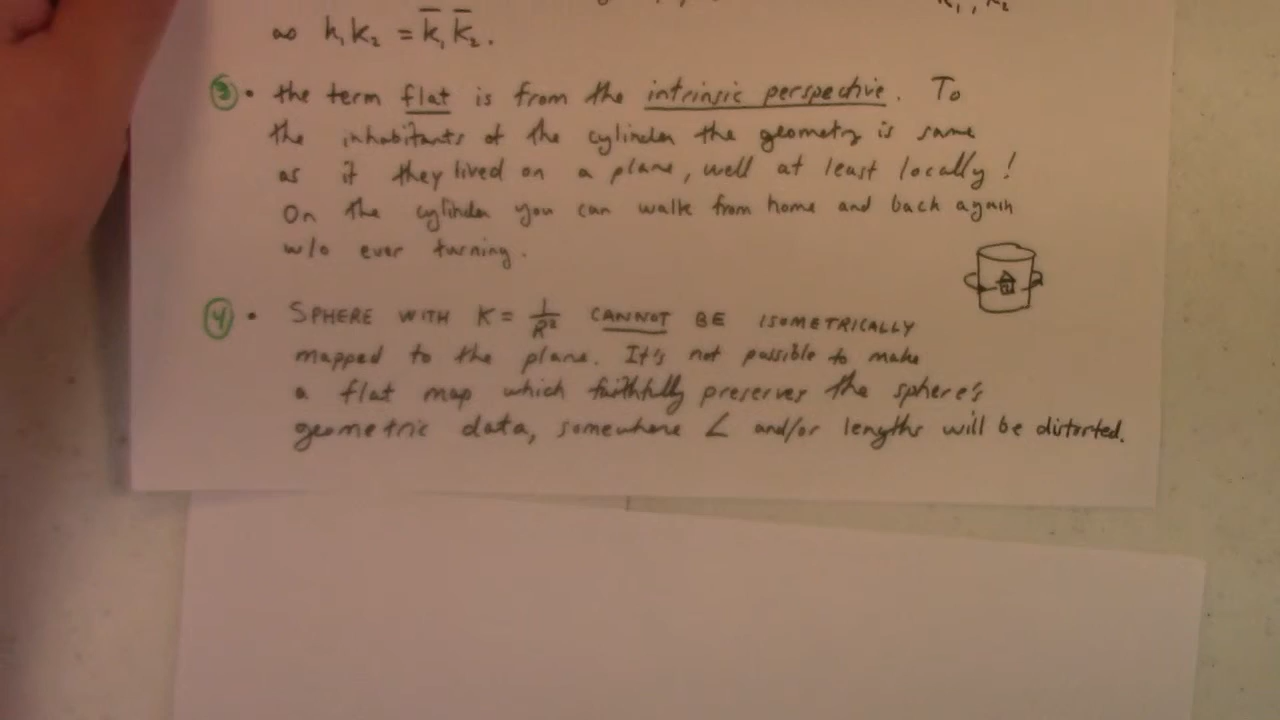 k₁, k₂
as k₁k₂ = k̄₁ k̄₂.
③ • the term flat is from the intrinsic perspective. To
the inhabitants of the cylinder the geometry is same
as if they lived on a plane, well at least locally!
On the cylinder you can walk from home and back again
w/o ever turning.
④ • SPHERE WITH K = 1/R² CANNOT BE ISOMETRICALLY
mapped to the plane. It's not possible to make
a flat map which faithfully preserves the sphere's
geometric data, somewhere ∠ and/or lengths will be distorted.